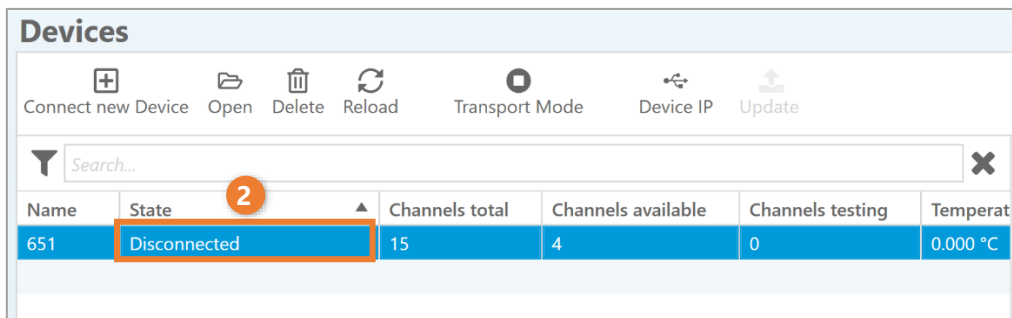 Devices
Connect new Device Open Delete Reload Transport Mode Device IP Update
Search...
2
Name State Channels total Channels available Channels testing Temperat
651 Disconnected 15 4 0 0.000 °C